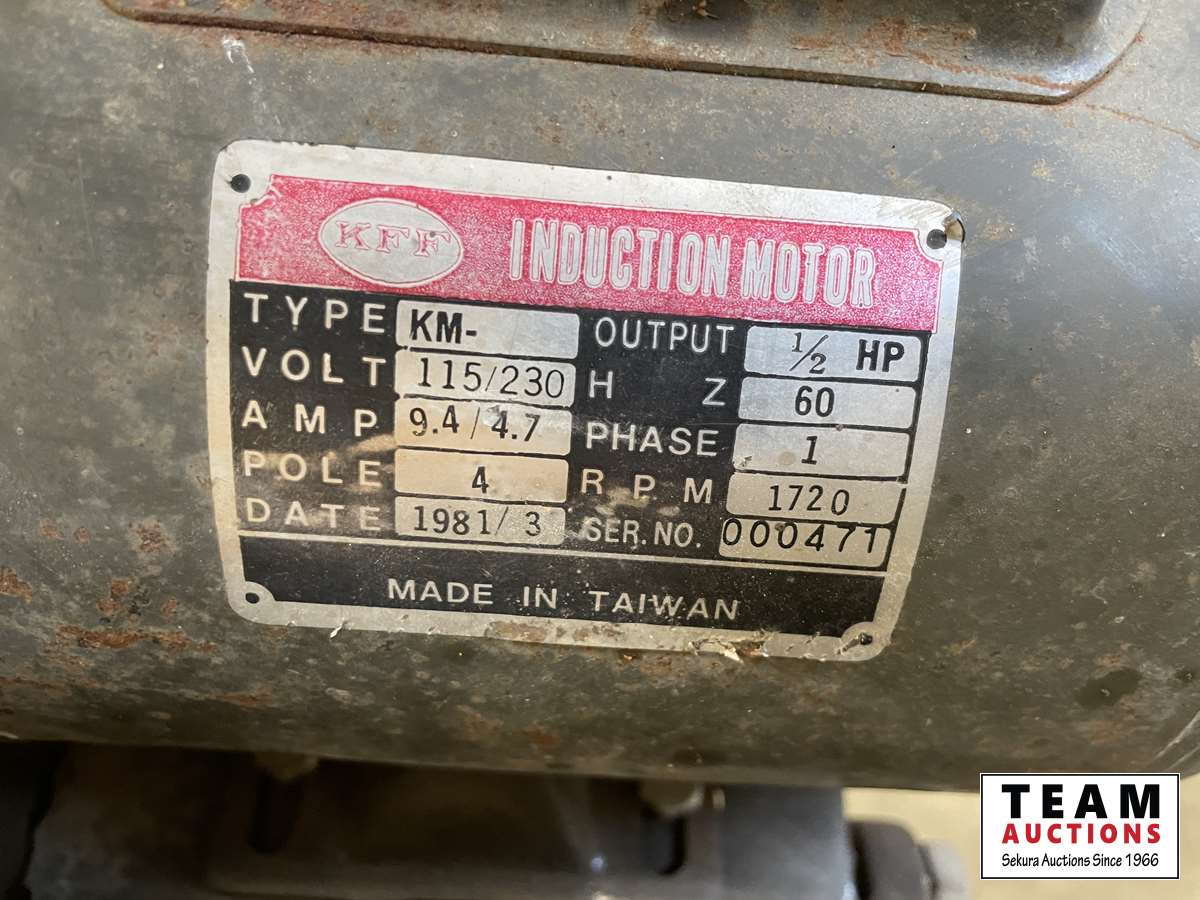 KFF INDUCTION MOTOR
TYPE KM- OUTPUT 1/2 HP
VOLT 115/230 HZ 60
AMP 9.4/4.7 PHASE 1
POLE 4 RPM 1720
DATE 1981/3 SER.NO. 000471
MADE IN TAIWAN
TEAM
AUCTIONS
Sekura Auctions Since 1966